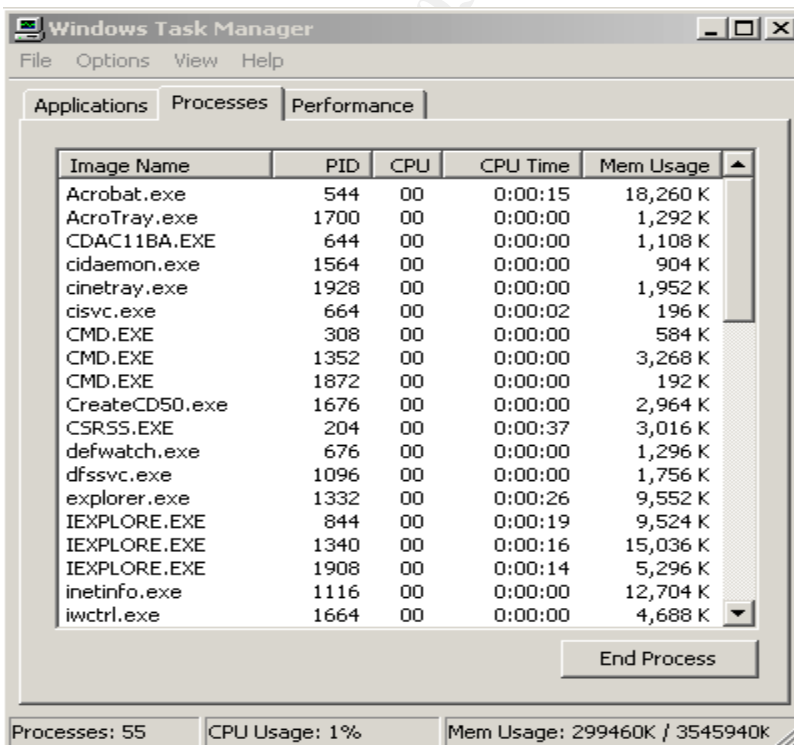 Windows Task Manager
File Options View Help
Applications Processes Performance
Image Name PID CPU CPU Time Mem Usage
Acrobat.exe 544 00 0:00:15 18,260 K
AcroTray.exe 1700 00 0:00:00 1,292 K
CDAC11BA.EXE 644 00 0:00:00 1,108 K
cidaemon.exe 1564 00 0:00:00 904 K
cinetray.exe 1928 00 0:00:00 1,952 K
cisvc.exe 664 00 0:00:02 196 K
CMD.EXE 308 00 0:00:00 584 K
CMD.EXE 1352 00 0:00:00 3,268 K
CMD.EXE 1872 00 0:00:00 192 K
CreateCD50.exe 1676 00 0:00:00 2,964 K
CSRSS.EXE 204 00 0:00:37 3,016 K
defwatch.exe 676 00 0:00:00 1,296 K
dfssvc.exe 1096 00 0:00:00 1,756 K
explorer.exe 1332 00 0:00:26 9,552 K
IEXPLORE.EXE 844 00 0:00:19 9,524 K
IEXPLORE.EXE 1340 00 0:00:16 15,036 K
IEXPLORE.EXE 1908 00 0:00:14 5,296 K
inetinfo.exe 1116 00 0:00:00 12,704 K
iwctrl.exe 1664 00 0:00:00 4,688 K
End Process
Processes: 55 CPU Usage: 1% Mem Usage: 299460K / 3545940K